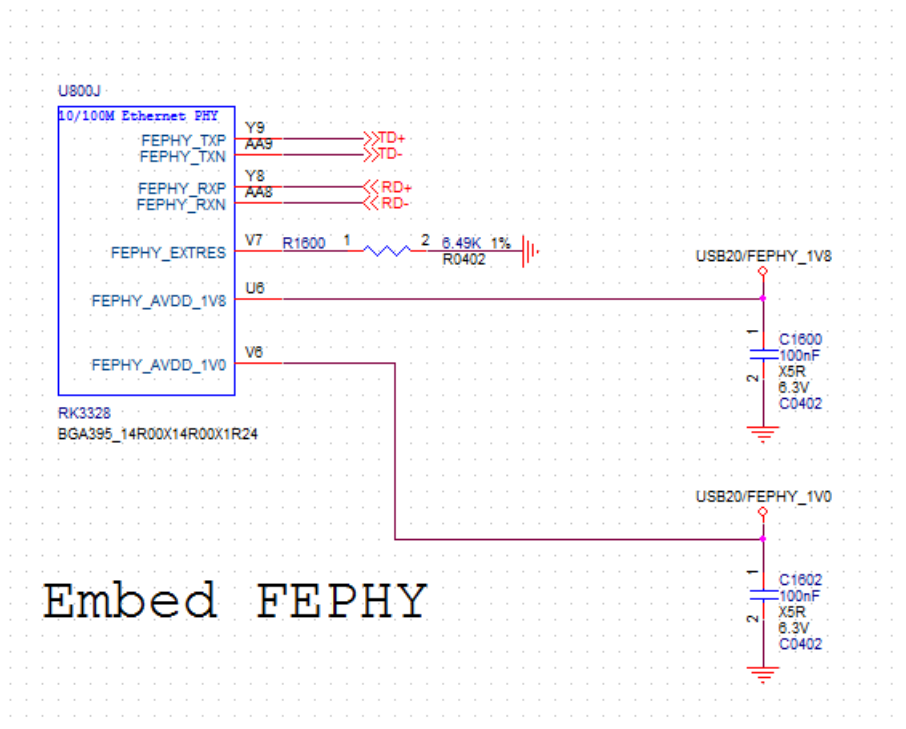 U800J
10/100M Ethernet PHY
FEPHY_TXP Y9 TD+
FEPHY_TXN AA9 TD-
FEPHY_RXP Y8 RD+
FEPHY_RXN AA8 RD-
FEPHY_EXTRES V7 R1600 1 2 6.49K 1%
R0402
FEPHY_AVDD_1V8 U6
USB20/FEPHY_1V8
1
C1600
100nF
X5R
2
6.3V
C0402
FEPHY_AVDD_1V0 V6
RK3328
BGA395_14R00X14R00X1R24
USB20/FEPHY_1V0
1
C1602
100nF
X5R
2
6.3V
C0402
Embed FEPHY